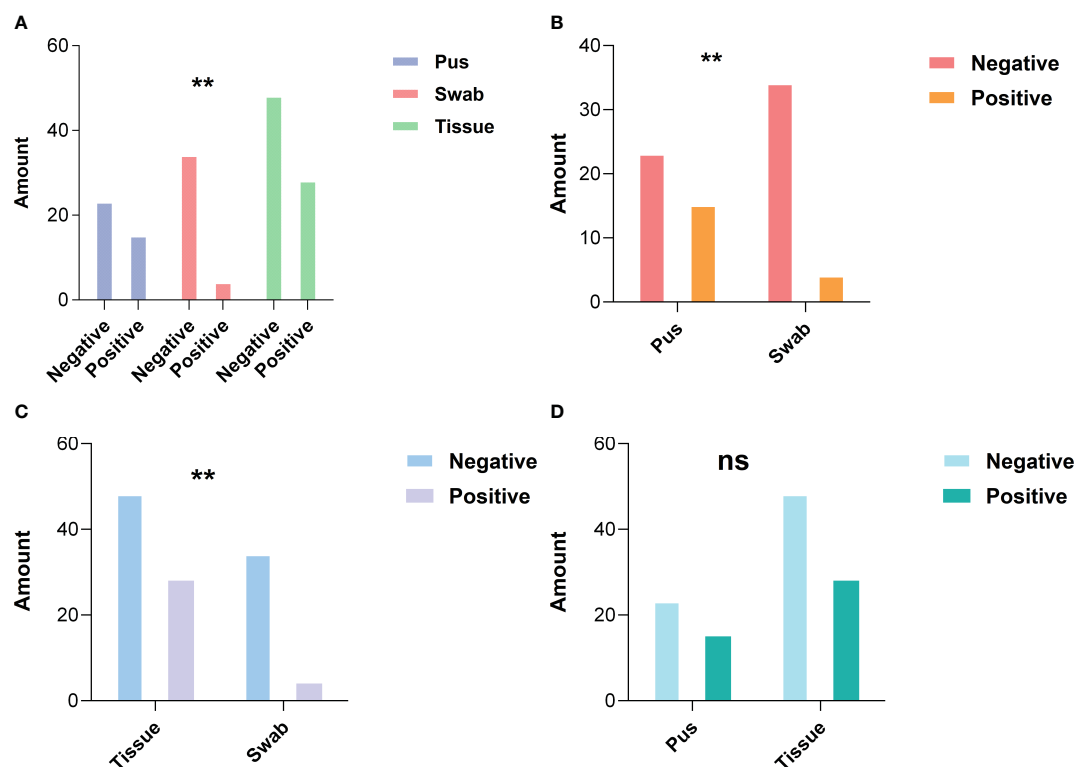 A
60
40
20
0
Amount
**
Pus
Swab
Tissue
Negative
Positive
Negative
Positive
Negative
Positive
B
40
30
20
10
0
Amount
**
Negative
Positive
Pus
Swab
C
60
40
20
0
Amount
**
Negative
Positive
Tissue
Swab
D
60
40
20
0
Amount
ns
Negative
Positive
Pus
Tissue